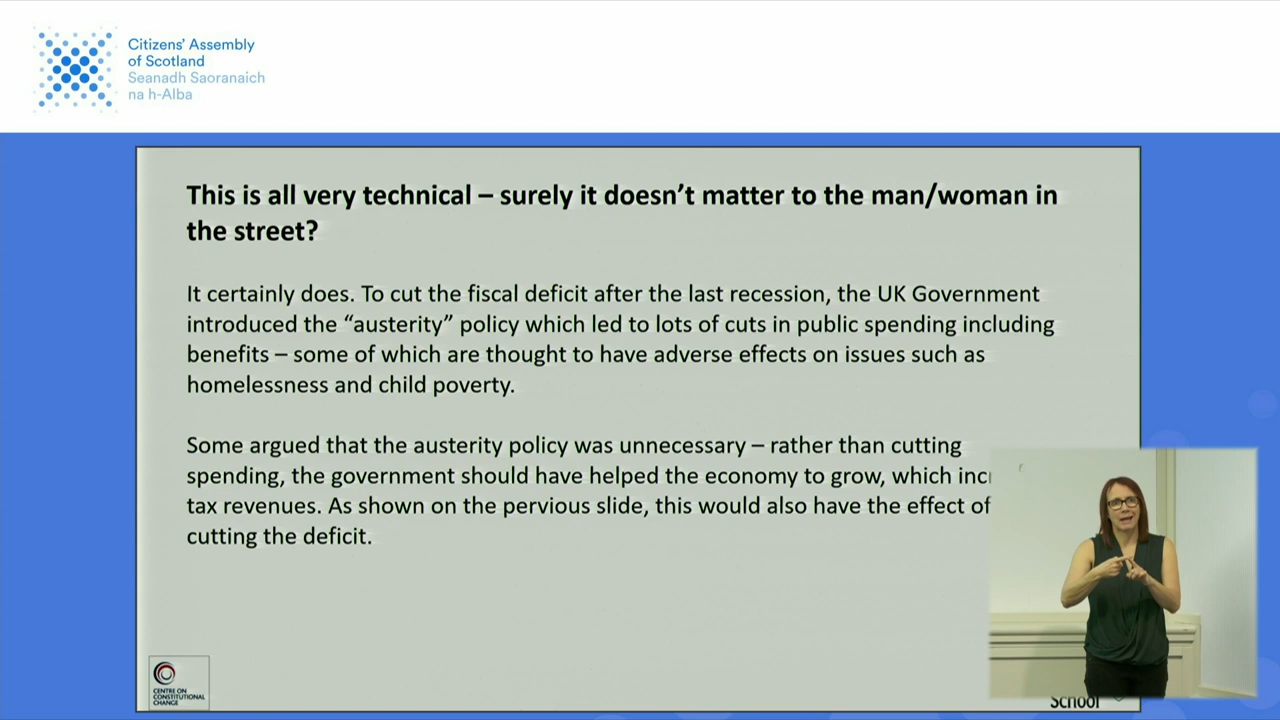 Citizens' Assembly
of Scotland
Seanadh Saoranaich
na h-Alba
This is all very technical – surely it doesn't matter to the man/woman in
the street?
It certainly does. To cut the fiscal deficit after the last recession, the UK Government
introduced the “austerity” policy which led to lots of cuts in public spending including
benefits – some of which are thought to have adverse effects on issues such as
homelessness and child poverty.
Some argued that the austerity policy was unnecessary – rather than cutting
spending, the government should have helped the economy to grow, which
tax revenues. As shown on the pervious slide, this would also have the effect of
cutting the deficit.
CENTRE ON
CONSTITUTIONAL
CHANGE
School